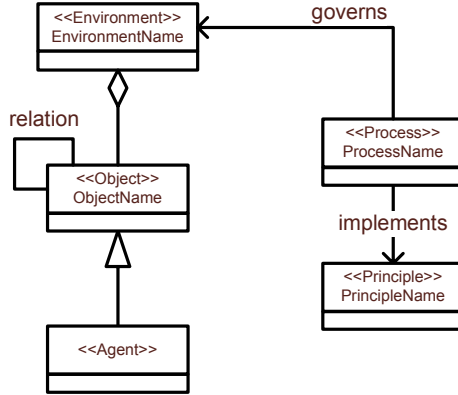 governs
<<Environment>>
EnvironmentName
relation
<<Process>>
ProcessName
<<Object>>
ObjectName
implements
<<Principle>>
PrincipleName
<<Agent>>